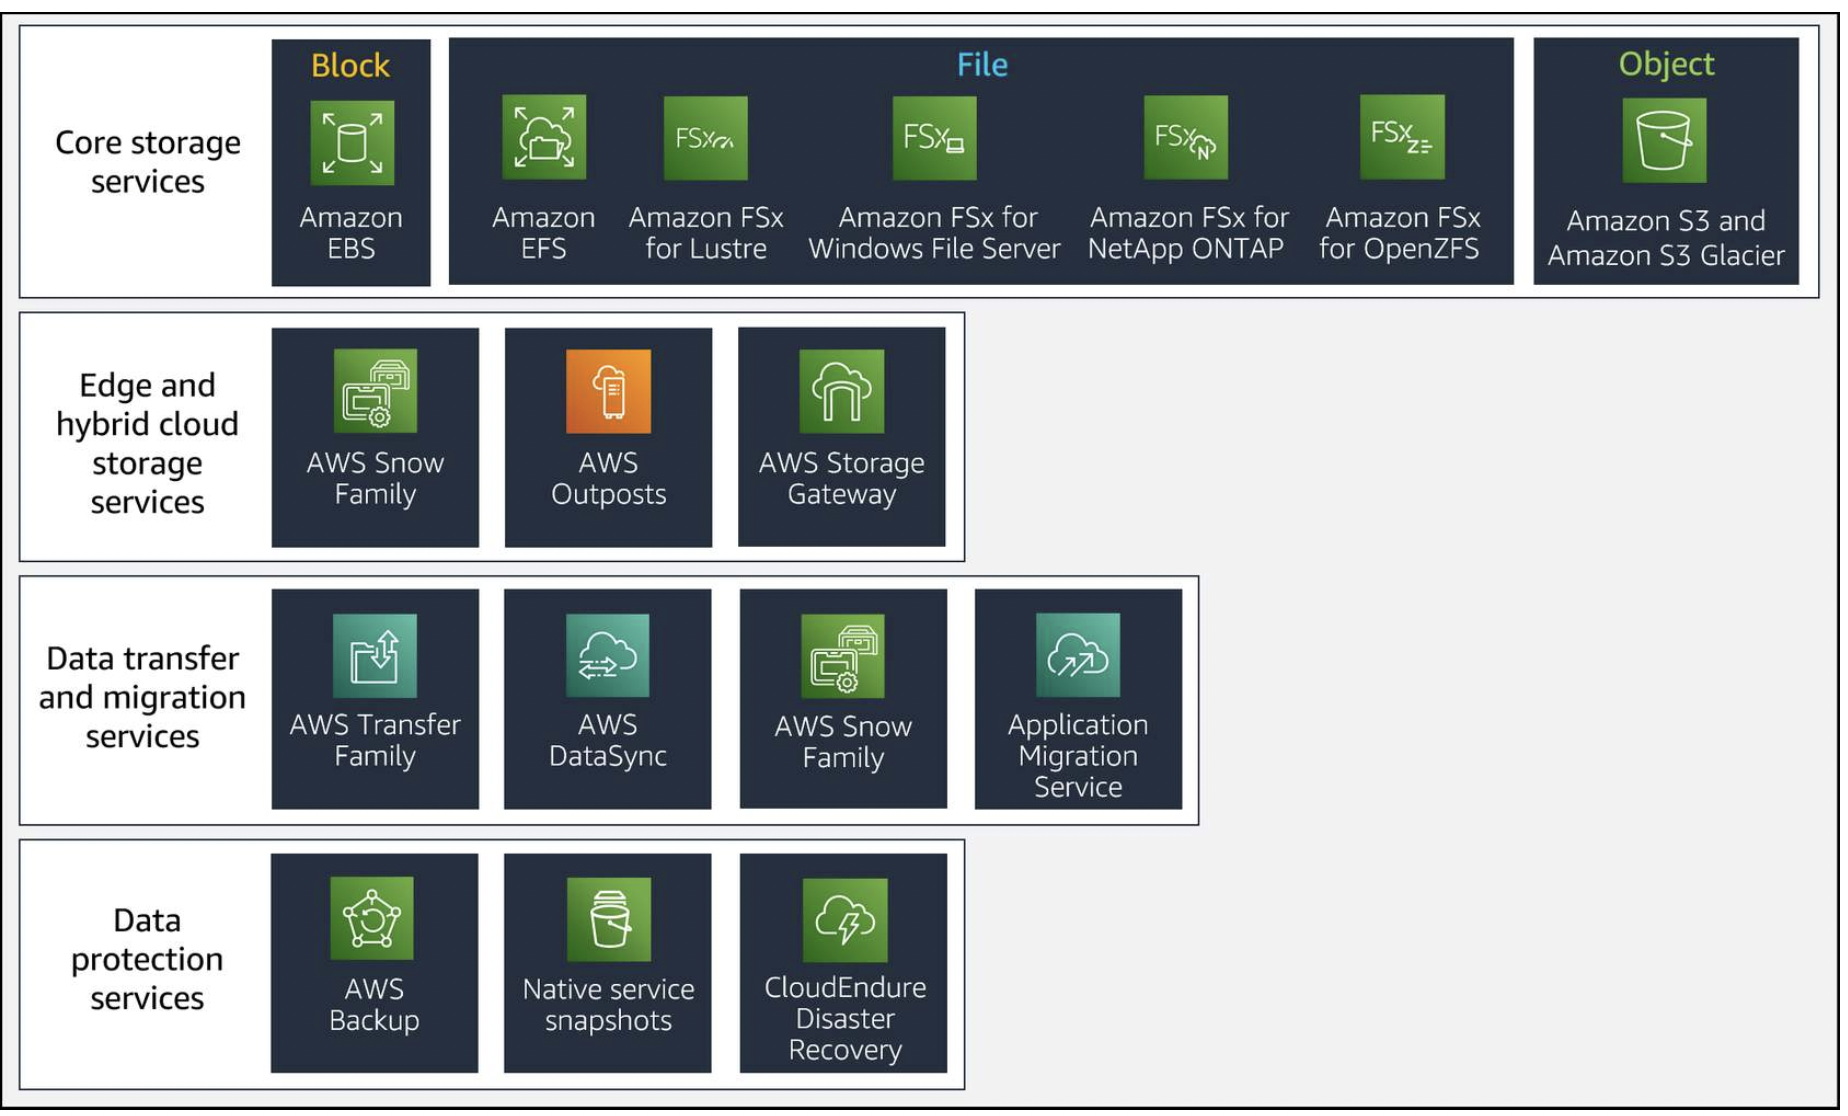 Core storage
services
Block
Amazon
EBS
File
Amazon
EFS
FSx
Amazon FSx
for Lustre
FSx
Amazon FSx for
Windows File Server
FSx
N
Amazon FSx for
NetApp ONTAP
FSx
Z
Amazon FSx
for OpenZFS
Object
Amazon S3 and
Amazon S3 Glacier
Edge and
hybrid cloud
storage
services
AWS Snow
Family
AWS
Outposts
AWS Storage
Gateway
Data transfer
and migration
services
AWS Transfer
Family
AWS
DataSync
AWS Snow
Family
Application
Migration
Service
Data
protection
services
AWS
Backup
Native service
snapshots
CloudEndure
Disaster
Recovery